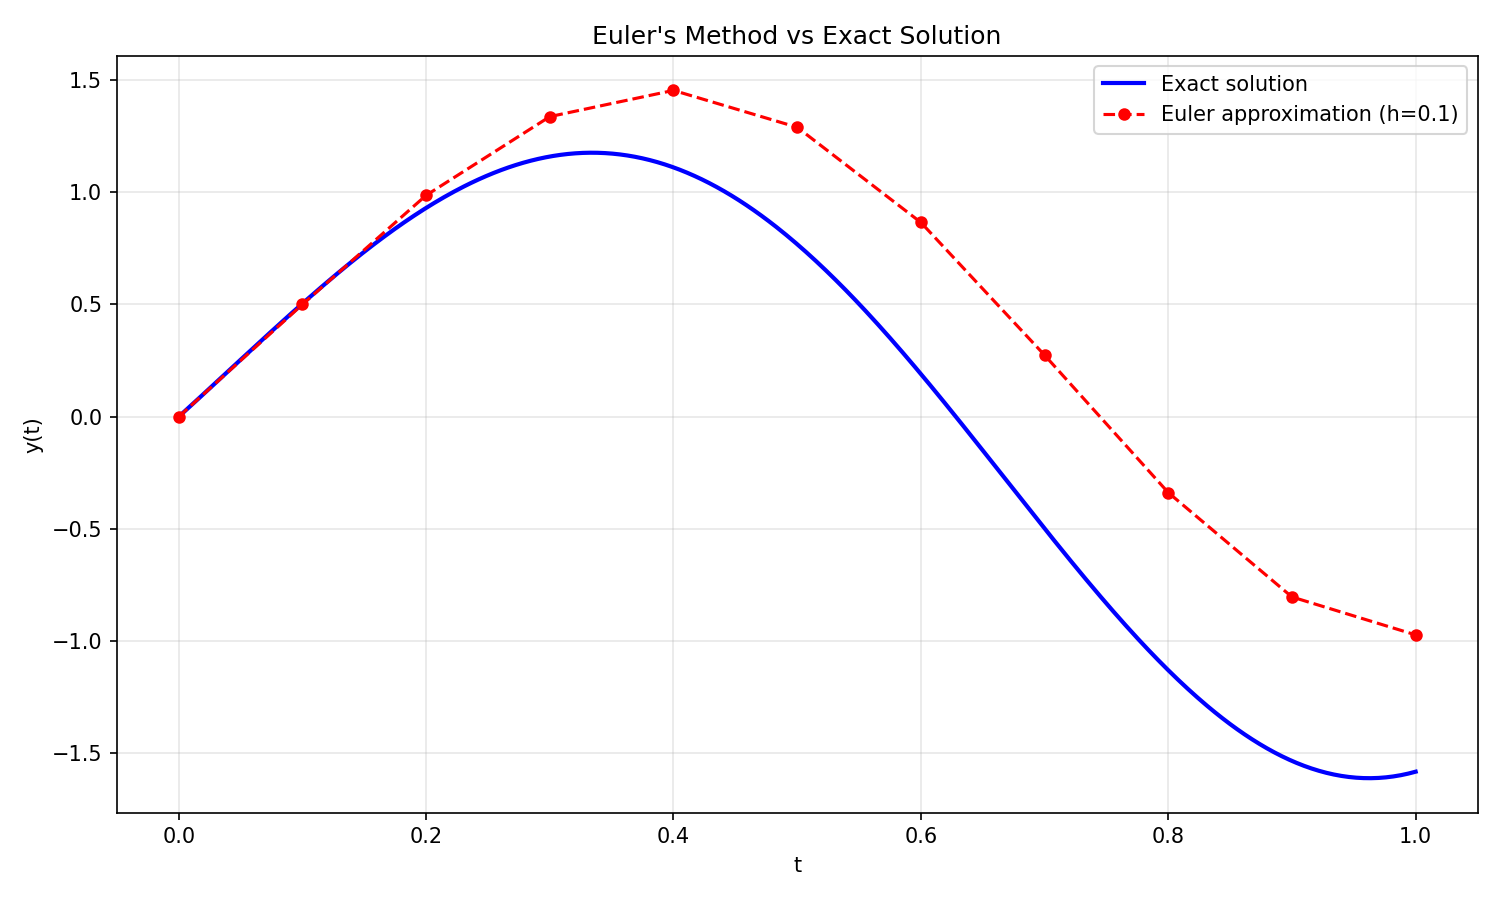 Euler's Method vs Exact Solution
Exact solution
Euler approximation (h=0.1)
y(t)
1.5
1.0
0.5
0.0
−0.5
−1.0
−1.5
0.0 0.2 0.4 0.6 0.8 1.0
t